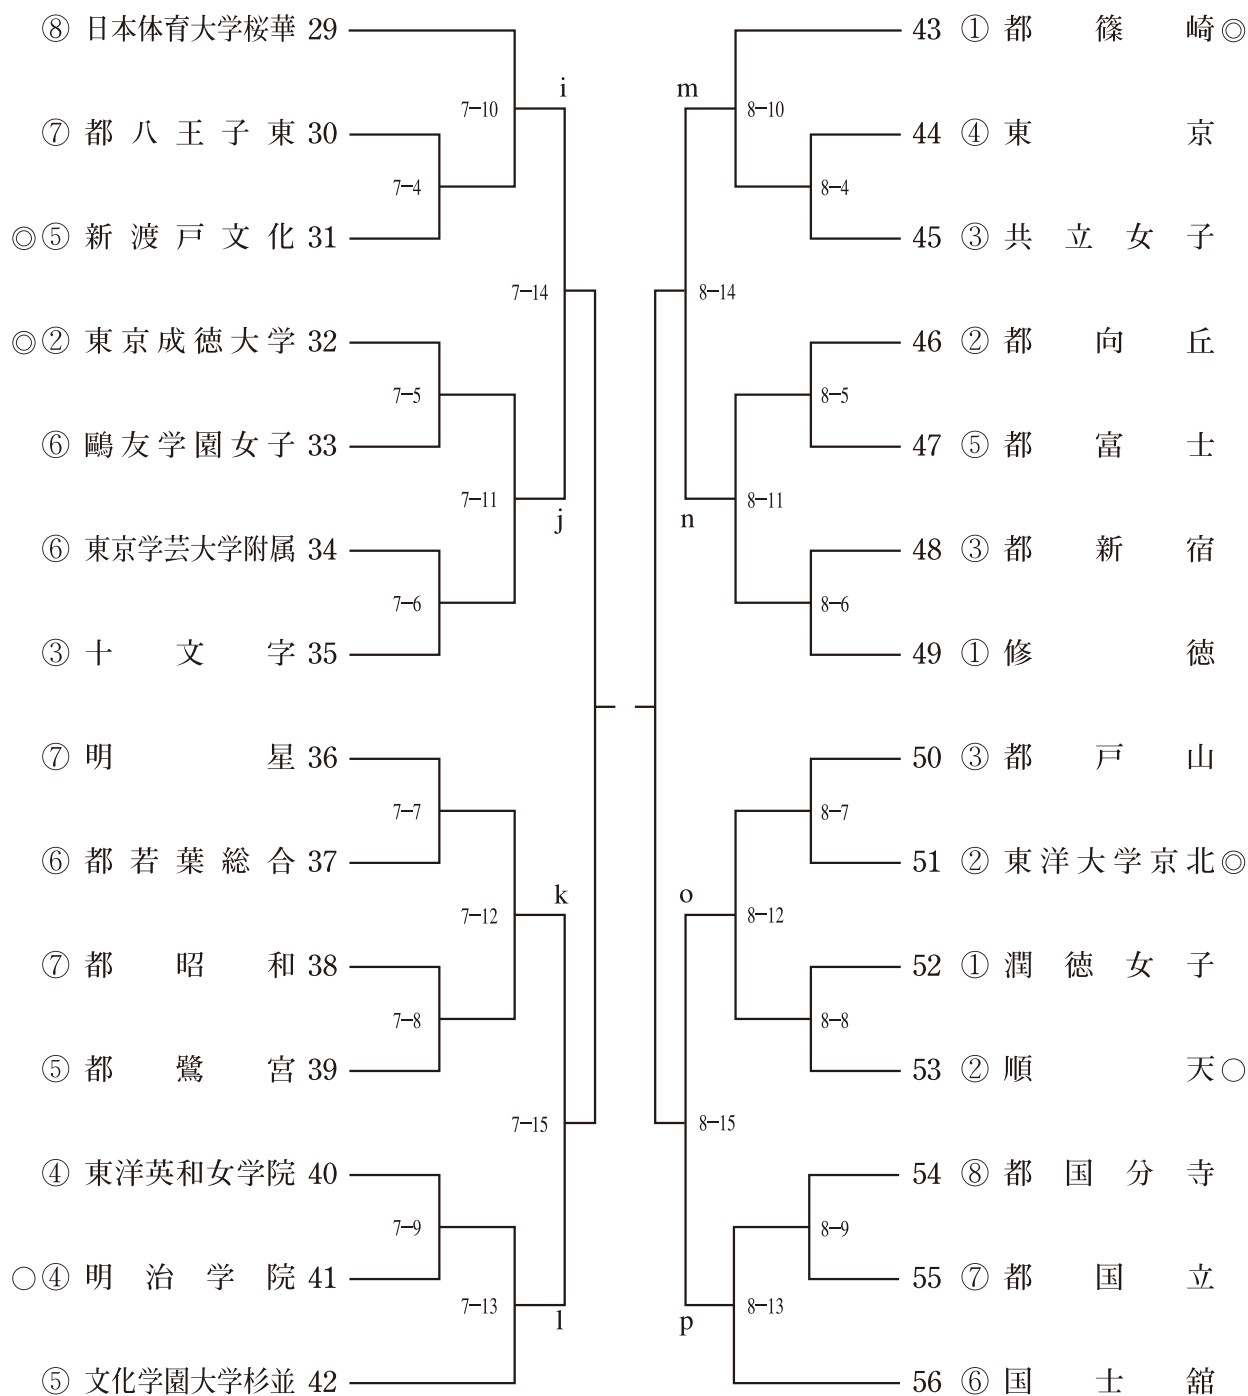 ⑧ 日本体育大学桜華 29
⑦ 都八王子東 30
◎⑤ 新渡戸文化 31
◎② 東京成徳大学 32
⑥ 鷗友学園女子 33
⑥ 東京学芸大学附属 34
③ 十文字 35
⑦ 明星 36
⑥ 都若葉総合 37
⑦ 都昭和 38
⑤ 都鷺宮 39
④ 東洋英和女学院 40
○④ 明治学院 41
⑤ 文化学園大学杉並 42
i
7-10
7-4
7-14
7-5
7-11
j
7-6
7-7
k
7-12
7-8
7-15
7-9
7-13
l
m
8-10
8-4
8-14
8-5
8-11
n
8-6
8-7
o
8-12
8-8
8-15
8-9
8-13
p
43 ① 都篠崎◎
44 ④ 東京
45 ③ 共立女子
46 ② 都向丘
47 ⑤ 都富士
48 ③ 都新宿
49 ① 修徳
50 ③ 都戸山
51 ② 東洋大学京北◎
52 ① 潤徳女子
53 ② 順天○
54 ⑧ 都国分寺
55 ⑦ 都国立
56 ⑥ 国士舘